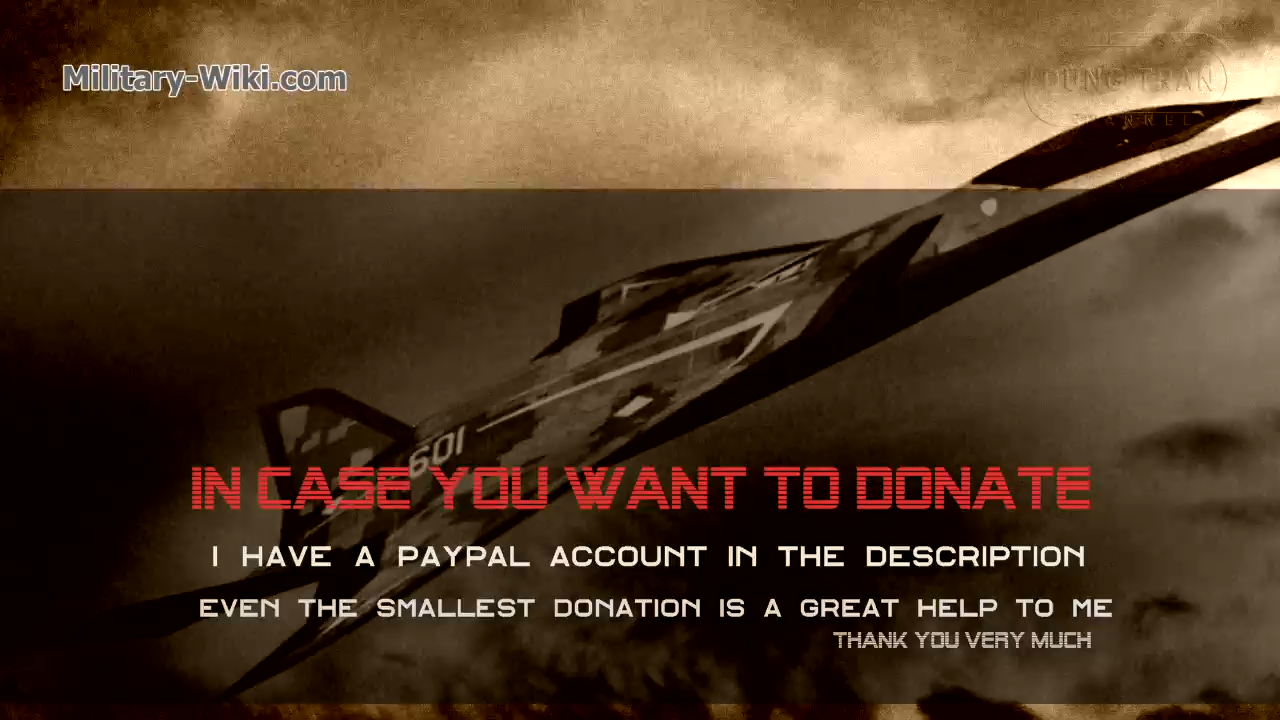 Military-Wiki.com
DUNG TRAN
CHANNEL
601
IN CASE YOU WANT TO DONATE
I HAVE A PAYPAL ACCOUNT IN THE DESCRIPTION
EVEN THE SMALLEST DONATION IS A GREAT HELP TO ME
THANK YOU VERY MUCH